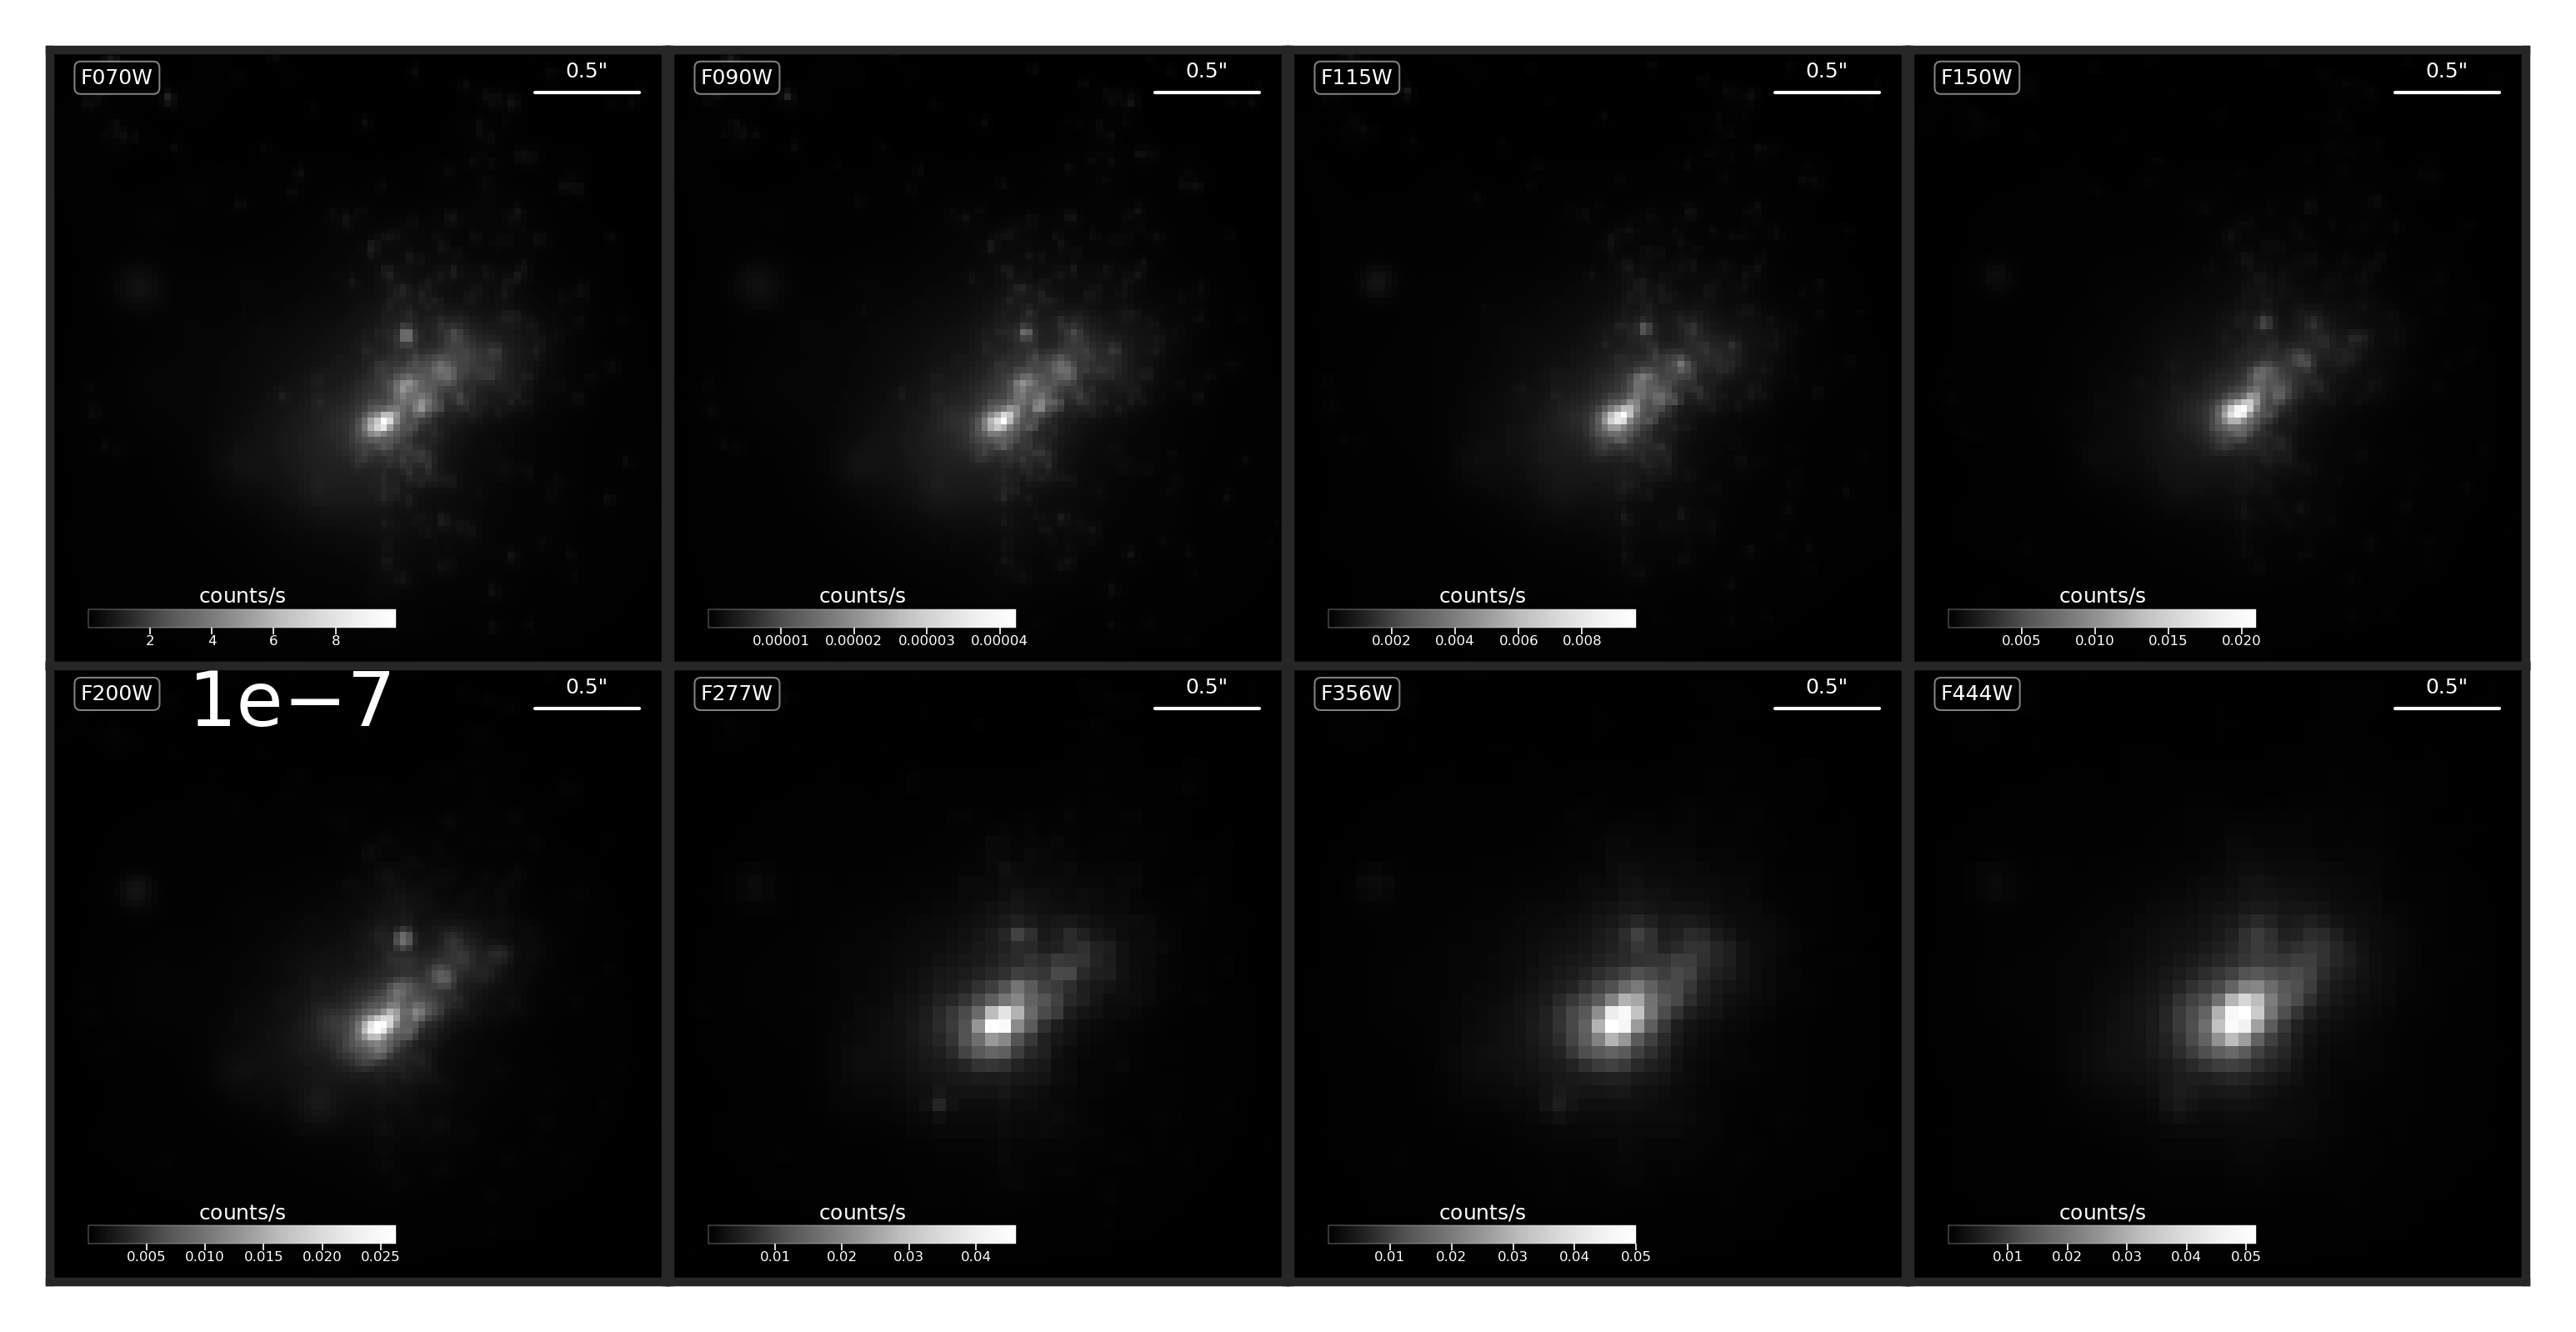 F070W
0.5"
F090W
0.5"
F115W
0.5"
F150W
0.5"
counts/s
2 4 6 8
counts/s
0.00001 0.00002 0.00003 0.00004
counts/s
0.002 0.004 0.006 0.008
counts/s
0.005 0.010 0.015 0.020
F200W
1e−7
0.5"
F277W
0.5"
F356W
0.5"
F444W
0.5"
counts/s
0.005 0.010 0.015 0.020 0.025
counts/s
0.01 0.02 0.03 0.04
counts/s
0.01 0.02 0.03 0.04 0.05
counts/s
0.01 0.02 0.03 0.04 0.05